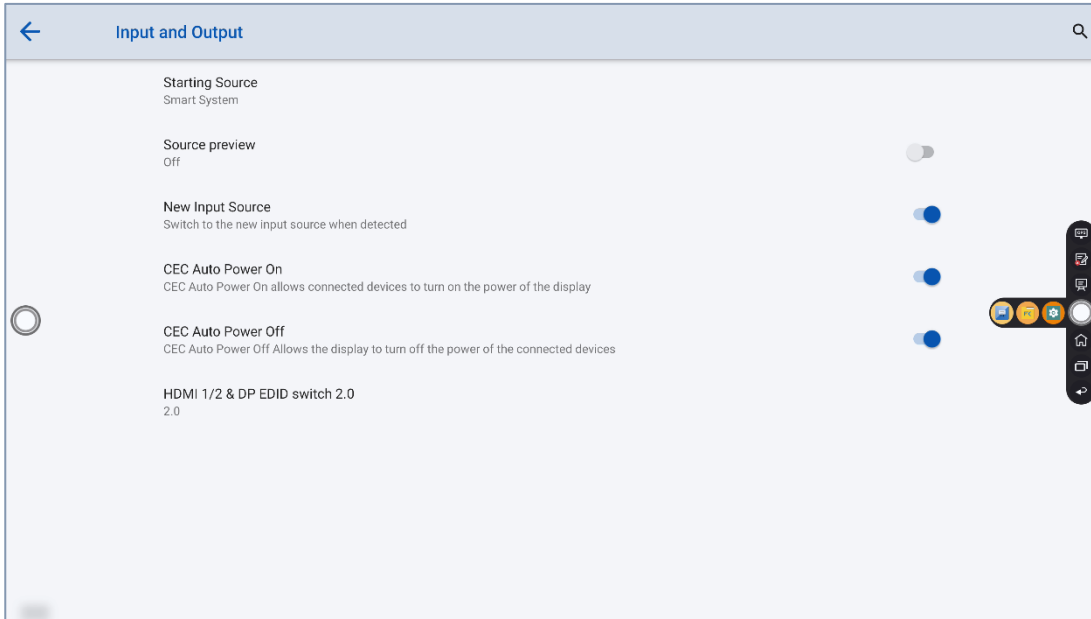 Input and Output
Starting Source
Smart System
Source preview
Off
New Input Source
Switch to the new input source when detected
CEC Auto Power On
CEC Auto Power On allows connected devices to turn on the power of the display
CEC Auto Power Off
CEC Auto Power Off Allows the display to turn off the power of the connected devices
HDMI 1/2 & DP EDID switch 2.0
2.0